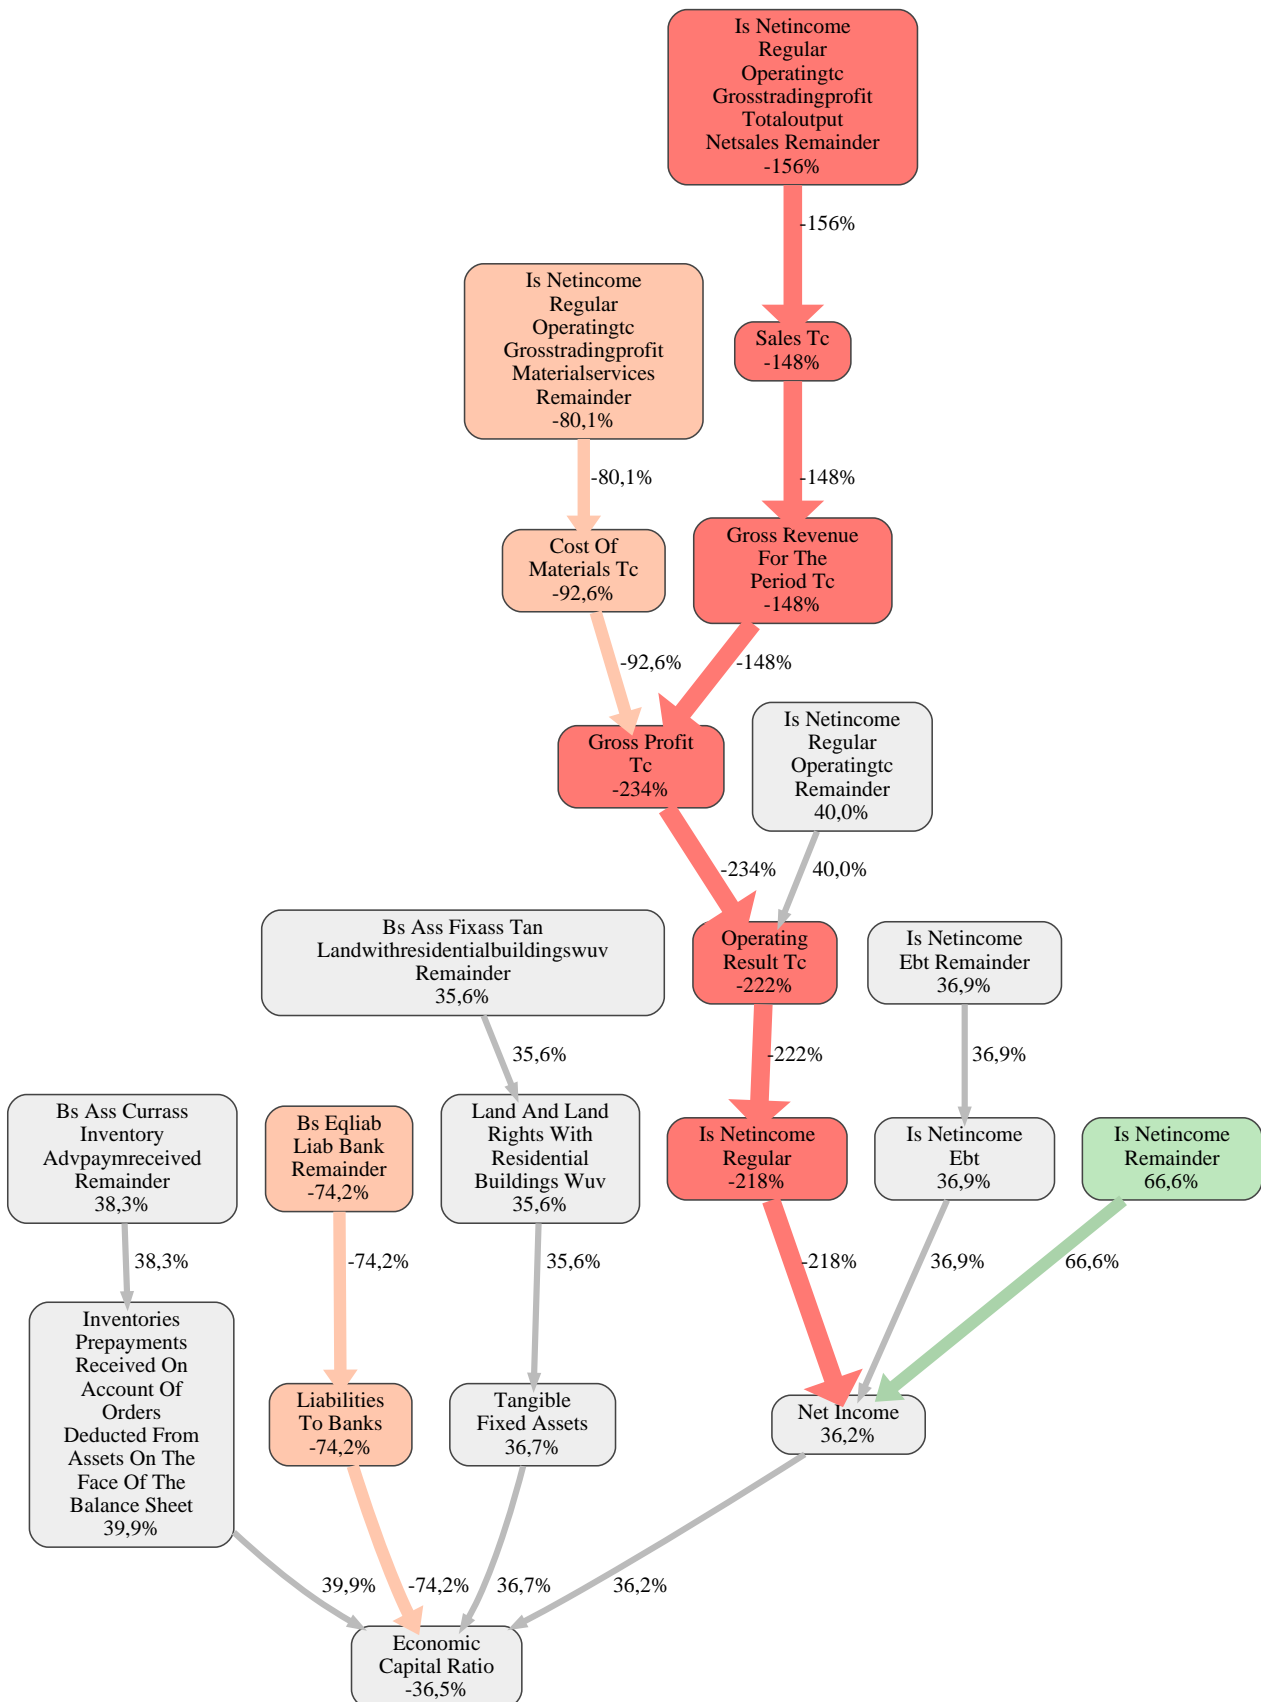 Is Netincome
Regular
Operatingtc
Grosstradingprofit
Totaloutput
Netsales Remainder
-156%
-156%
Is Netincome
Regular
Operatingtc
Grosstradingprofit
Materialservices
Remainder
-80,1%
Sales Tc
-148%
-80,1%
-148%
Cost Of
Materials Tc
-92,6%
Gross Revenue
For The
Period Tc
-148%
-92,6%
-148%
Gross Profit
Tc
-234%
Is Netincome
Regular
Operatingtc
Remainder
40,0%
-234%
40,0%
Bs Ass Fixass Tan
Landwithresidentialbuildingswuv
Remainder
35,6%
Operating
Result Tc
-222%
Is Netincome
Ebt Remainder
36,9%
35,6%
-222%
36,9%
Bs Ass Currass
Inventory
Advpaymreceived
Remainder
38,3%
Bs Eqliab
Liab Bank
Remainder
-74,2%
Land And Land
Rights With
Residential
Buildings Wuv
35,6%
Is Netincome
Regular
-218%
Is Netincome
Ebt
36,9%
Is Netincome
Remainder
66,6%
38,3%
-74,2%
35,6%
-218%
36,9%
66,6%
Inventories
Prepayments
Received On
Account Of
Orders
Deducted From
Assets On The
Face Of The
Balance Sheet
39,9%
Liabilities
To Banks
-74,2%
Tangible
Fixed Assets
36,7%
Net Income
36,2%
39,9%
-74,2%
36,7%
36,2%
Economic
Capital Ratio
-36,5%